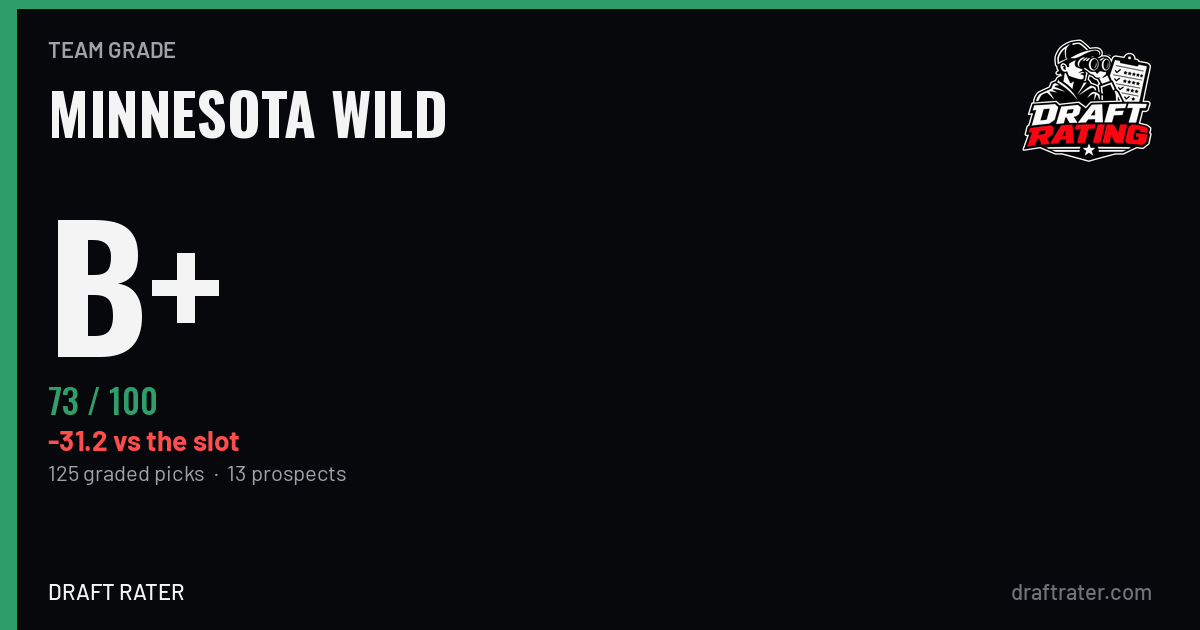 TEAM GRADE
MINNESOTA WILD
DRAFT
RATING
B+
73 / 100
-31.2 vs the slot
125 graded picks · 13 prospects
DRAFT RATER
draftrater.com